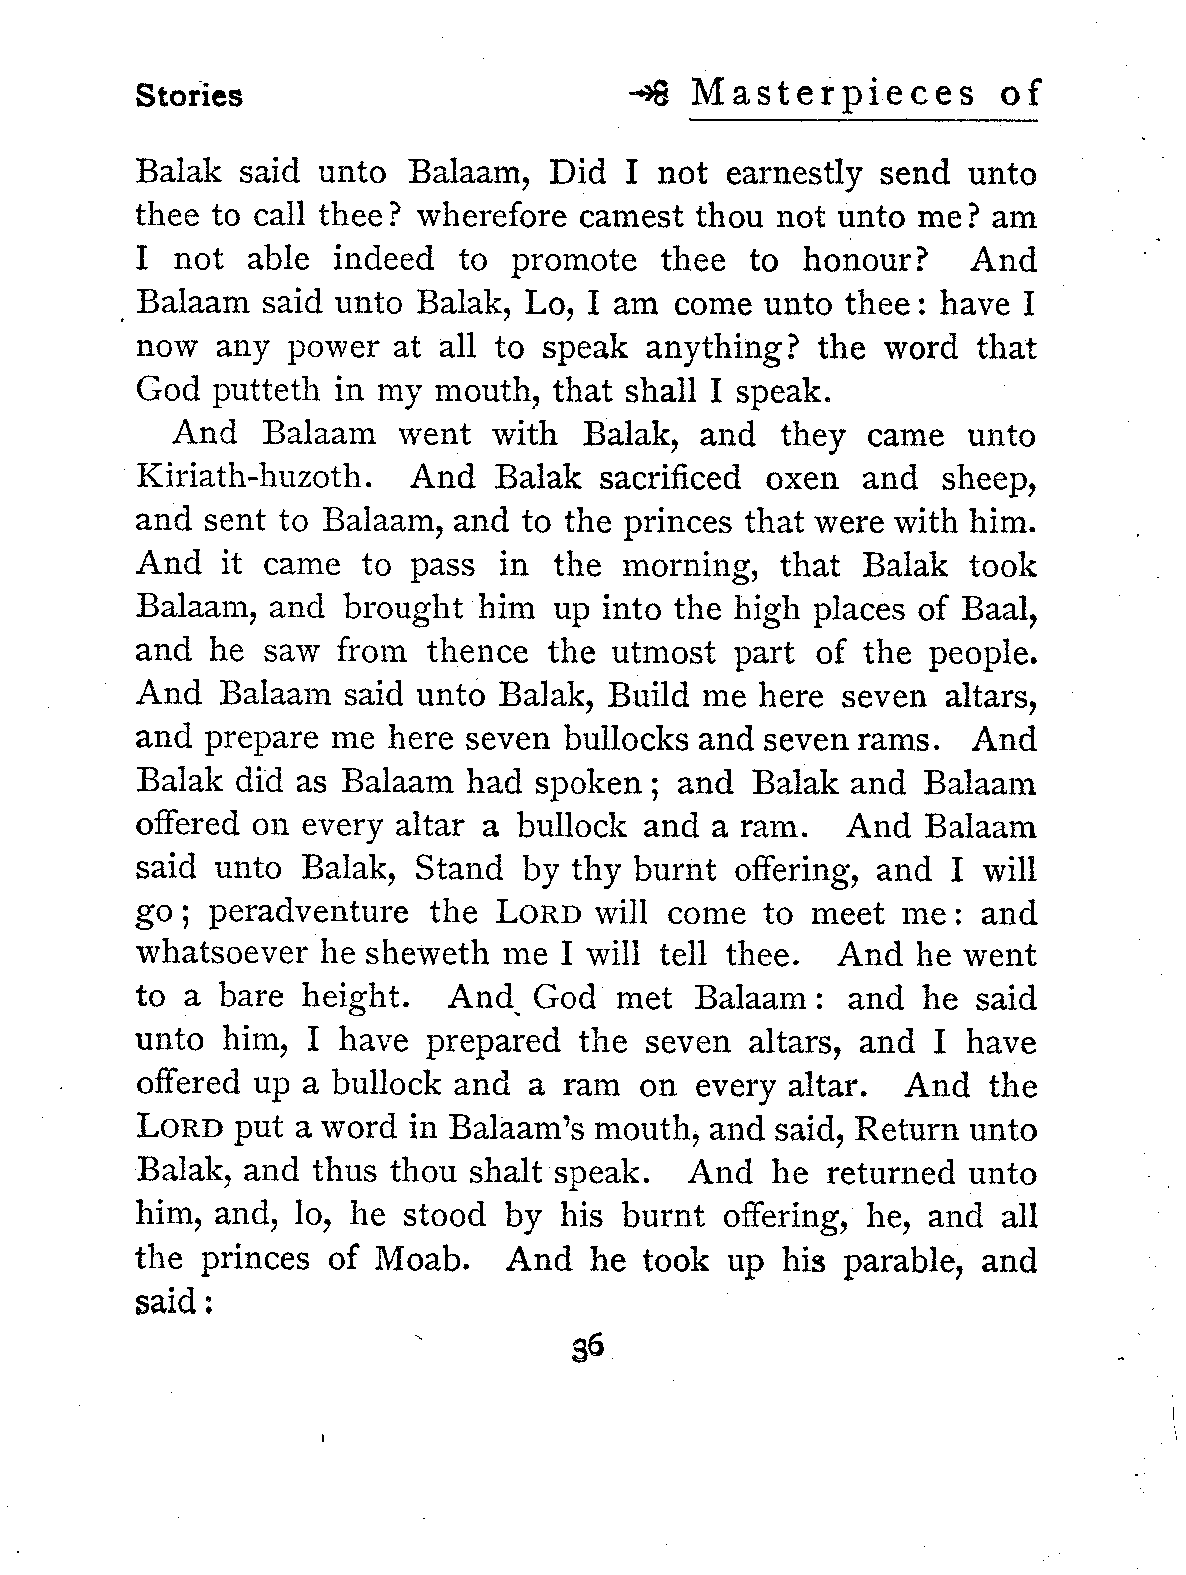 Stories Masterpieces of
Balak said unto Balaam, Did I not earnestly send unto
thee to call thee? wherefore camest thou not unto me? am
I not able indeed to promote thee to honour? And
Balaam said unto Balak, Lo, I am come unto thee: have I
now any power at all to speak anything? the word that
God putteth in my mouth, that shall I speak.
And Balaam went with Balak, and they came unto
Kiriath-huzoth. And Balak sacrificed oxen and sheep,
and sent to Balaam, and to the princes that were with him.
And it came to pass in the morning, that Balak took
Balaam, and brought him up into the high places of Baal,
and he saw from thence the utmost part of the people.
And Balaam said unto Balak, Build me here seven altars,
and prepare me here seven bullocks and seven rams. And
Balak did as Balaam had spoken; and Balak and Balaam
offered on every altar a bullock and a ram. And Balaam
said unto Balak, Stand by thy burnt offering, and I will
go; peradventure the LORD will come to meet me: and
whatsoever he sheweth me I will tell thee. And he went
to a bare height. And God met Balaam: and he said
unto him, I have prepared the seven altars, and I have
offered up a bullock and a ram on every altar. And the
LORD put a word in Balaam's mouth, and said, Return unto
Balak, and thus thou shalt speak. And he returned unto
him, and, lo, he stood by his burnt offering, he, and all
the princes of Moab. And he took up his parable, and
said:
36